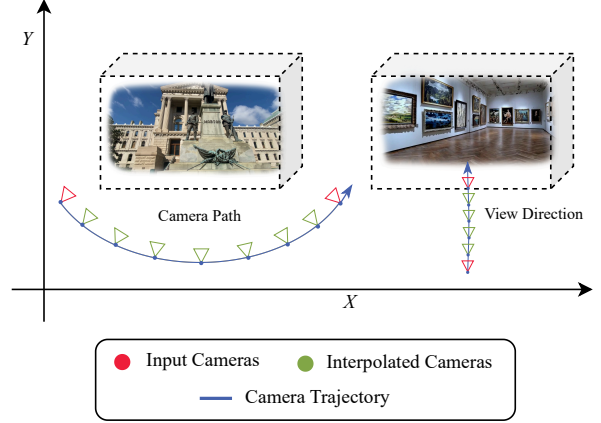 Y
Camera Path
View Direction
X
Input Cameras
Interpolated Cameras
Camera Trajectory